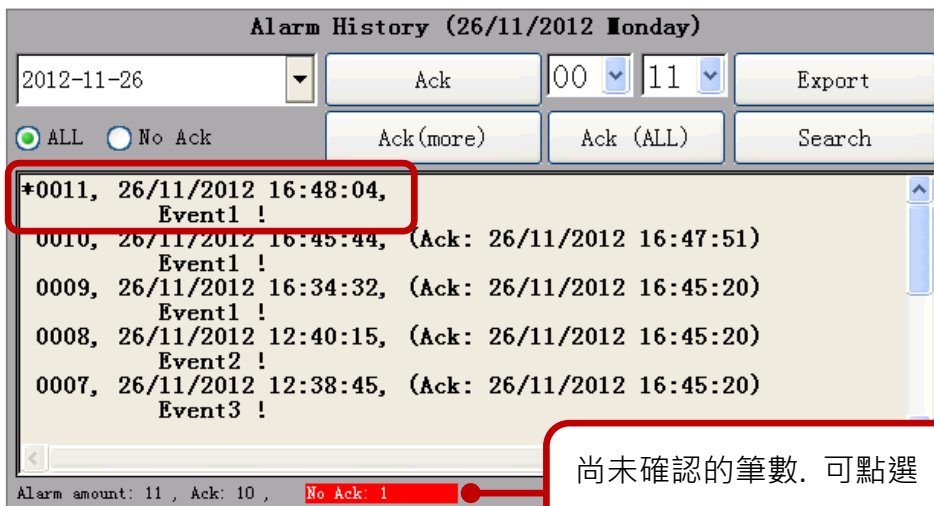 Alarm History (26/11/2012 Monday)
2012-11-26 Ack 00 11 Export
ALL No Ack Ack(more) Ack (ALL) Search
*0011, 26/11/2012 16:48:04,
Event1 !
0010, 26/11/2012 16:45:44, (Ack: 26/11/2012 16:47:51)
Event1 !
0009, 26/11/2012 16:34:32, (Ack: 26/11/2012 16:45:20)
Event1 !
0008, 26/11/2012 12:40:15, (Ack: 26/11/2012 16:45:20)
Event2 !
0007, 26/11/2012 12:38:45, (Ack: 26/11/2012 16:45:20)
Event3 !
尚未確認的筆數. 可點選
Alarm amount: 11 , Ack: 10 , No Ack: 1